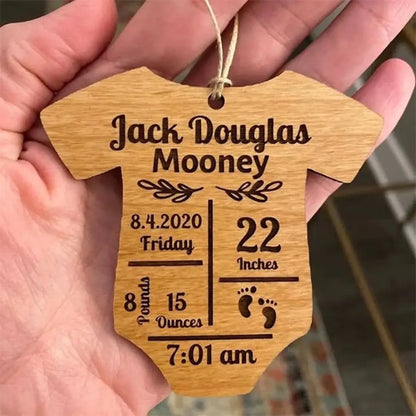 Jack Douglas
Mooney
8.4.2020
Friday
22
Inches
8 Pounds 15 Ounces
7:01 am